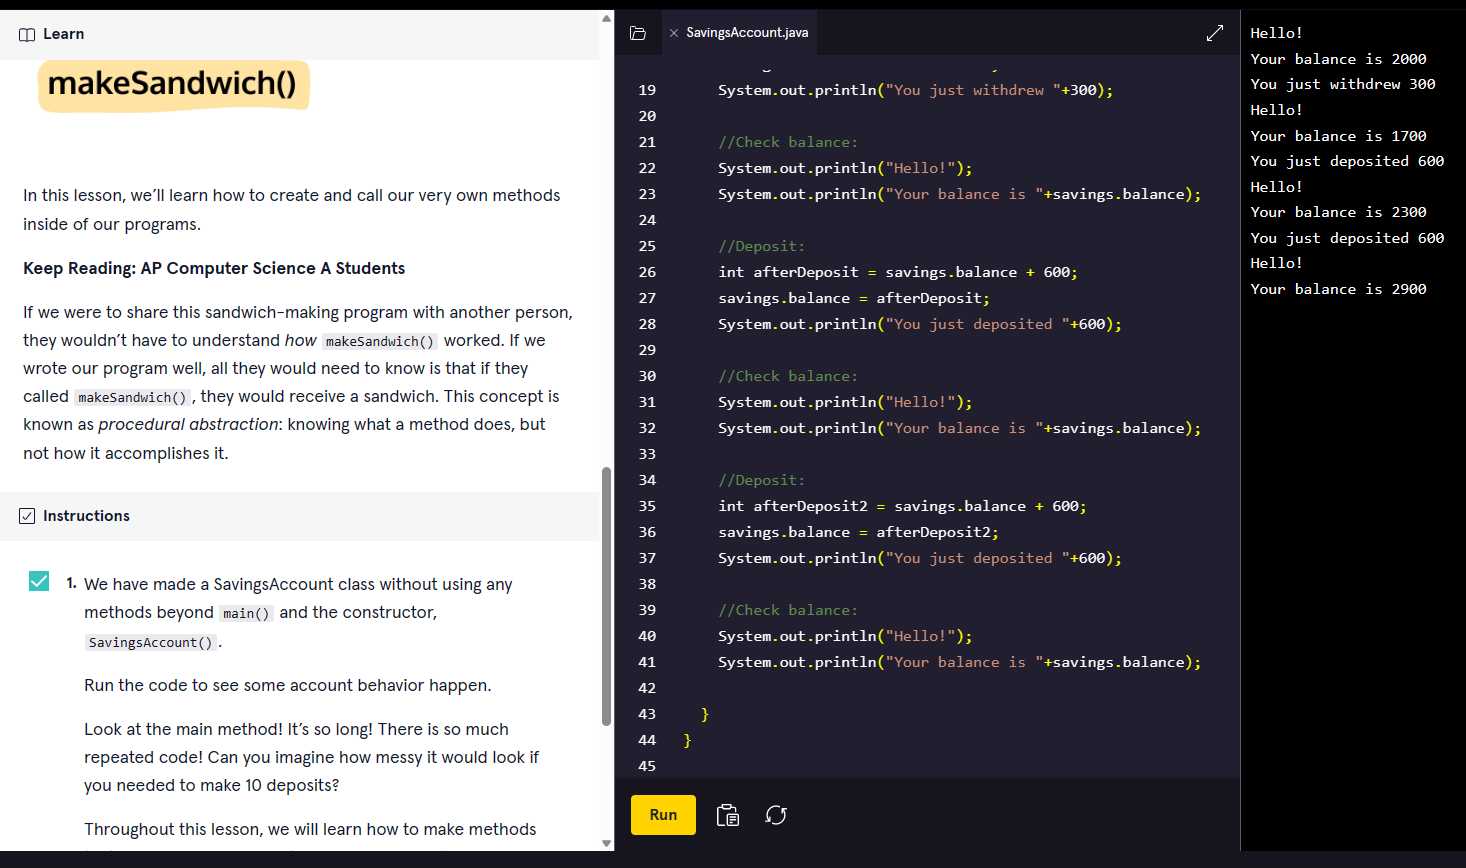 Learn
makeSandwich()
In this lesson, we’ll learn how to create and call our very own methods
inside of our programs.
Keep Reading: AP Computer Science A Students
If we were to share this sandwich-making program with another person,
they wouldn’t have to understand how makeSandwich() worked. If we
wrote our program well, all they would need to know is that if they
called makeSandwich(), they would receive a sandwich. This concept is
known as procedural abstraction: knowing what a method does, but
not how it accomplishes it.
Instructions
1. We have made a SavingsAccount class without using any
methods beyond main() and the constructor,
SavingsAccount().
Run the code to see some account behavior happen.
Look at the main method! It’s so long! There is so much
repeated code! Can you imagine how messy it would look if
you needed to make 10 deposits?
Throughout this lesson, we will learn how to make methods
SavingsAccount.java
19 System.out.println("You just withdrew "+300);
20
21 //Check balance:
22 System.out.println("Hello!");
23 System.out.println("Your balance is "+savings.balance);
24
25 //Deposit:
26 int afterDeposit = savings.balance + 600;
27 savings.balance = afterDeposit;
28 System.out.println("You just deposited "+600);
29
30 //Check balance:
31 System.out.println("Hello!");
32 System.out.println("Your balance is "+savings.balance);
33
34 //Deposit:
35 int afterDeposit2 = savings.balance + 600;
36 savings.balance = afterDeposit2;
37 System.out.println("You just deposited "+600);
38
39 //Check balance:
40 System.out.println("Hello!");
41 System.out.println("Your balance is "+savings.balance);
42
43 }
44 }
45
Run
Hello!
Your balance is 2000
You just withdrew 300
Hello!
Your balance is 1700
You just deposited 600
Hello!
Your balance is 2300
You just deposited 600
Hello!
Your balance is 2900